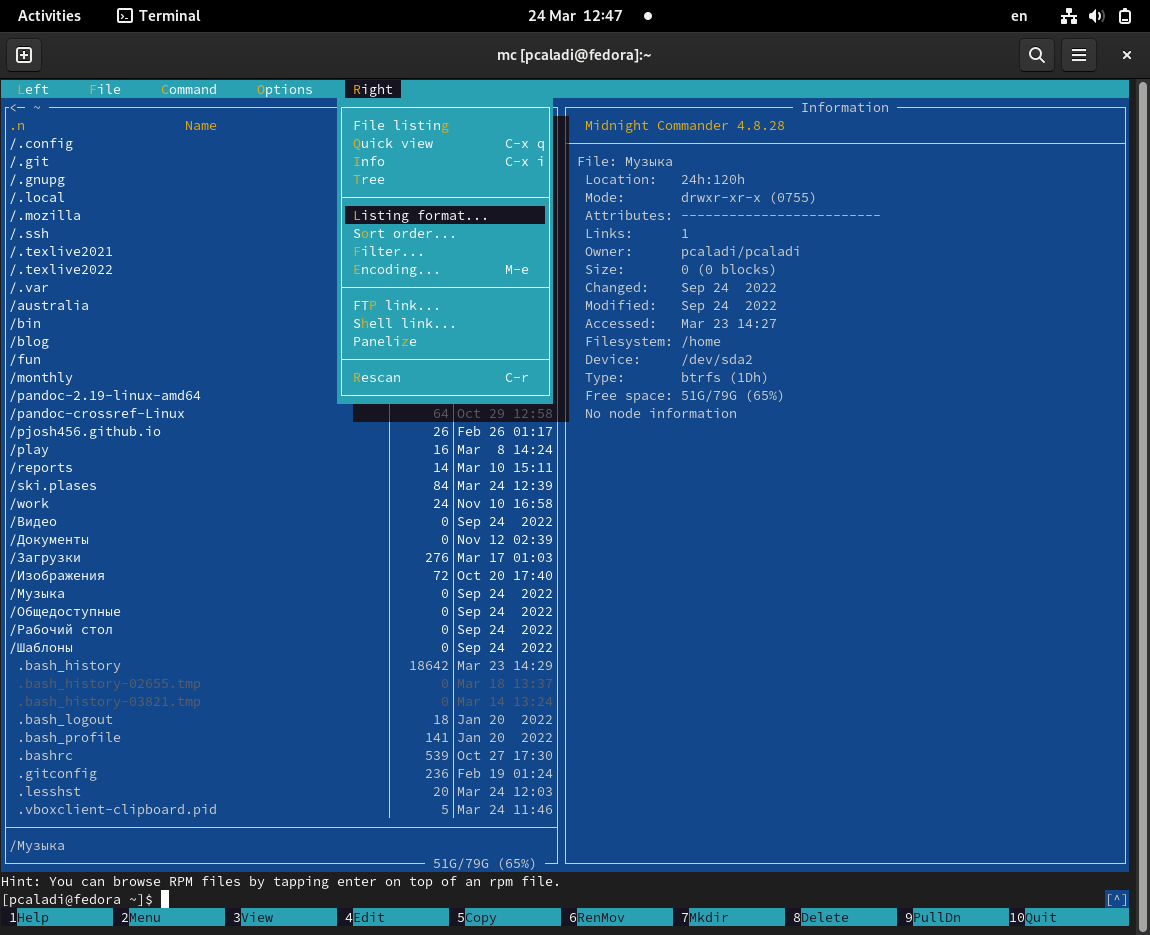 Activities Terminal 24 Mar 12:47 en
mc [pcaladi@fedora]:~
Left File Command Options Right
<─ ~ Information
.n Name File listing Midnight Commander 4.8.28
/.config Quick view C-x q
/.git Info C-x i File: Музыка
/.gnupg Tree Location: 24h:120h
/.local Mode: drwxr-xr-x (0755)
/.mozilla Listing format... Attributes: -------------------------
/.ssh Sort order... Links: 1
/.texlive2021 Filter... Owner: pcaladi/pcaladi
/.texlive2022 Encoding... M-e Size: 0 (0 blocks)
/.var Changed: Sep 24 2022
/australia FTP link... Modified: Sep 24 2022
/bin Shell link... Accessed: Mar 23 14:27
/blog Panelize Filesystem: /home
/fun Device: /dev/sda2
/monthly Rescan C-r Type: btrfs (1Dh)
/pandoc-2.19-linux-amd64 Free space: 51G/79G (65%)
/pandoc-crossref-Linux 64 Oct 29 12:58 No node information
/pjosh456.github.io 26 Feb 26 01:17
/play 16 Mar 8 14:24
/reports 14 Mar 10 15:11
/ski.plases 84 Mar 24 12:39
/work 24 Nov 10 16:58
/Видео 0 Sep 24 2022
/Документы 0 Nov 12 02:39
/Загрузки 276 Mar 17 01:03
/Изображения 72 Oct 20 17:40
/Музыка 0 Sep 24 2022
/Общедоступные 0 Sep 24 2022
/Рабочий стол 0 Sep 24 2022
/Шаблоны 0 Sep 24 2022
.bash_history 18642 Mar 23 14:29
.bash_history-02655.tmp 0 Mar 18 13:37
.bash_history-03821.tmp 0 Mar 14 13:24
.bash_logout 18 Jan 20 2022
.bash_profile 141 Jan 20 2022
.bashrc 539 Oct 27 17:30
.gitconfig 236 Feb 19 01:24
.lesshst 20 Mar 24 12:03
.vboxclient-clipboard.pid 5 Mar 24 11:46
/Музыка
51G/79G (65%)
Hint: You can browse RPM files by tapping enter on top of an rpm file.
[pcaladi@fedora ~]$ [^]
1Help 2Menu 3View 4Edit 5Copy 6RenMov 7Mkdir 8Delete 9PullDn 10Quit